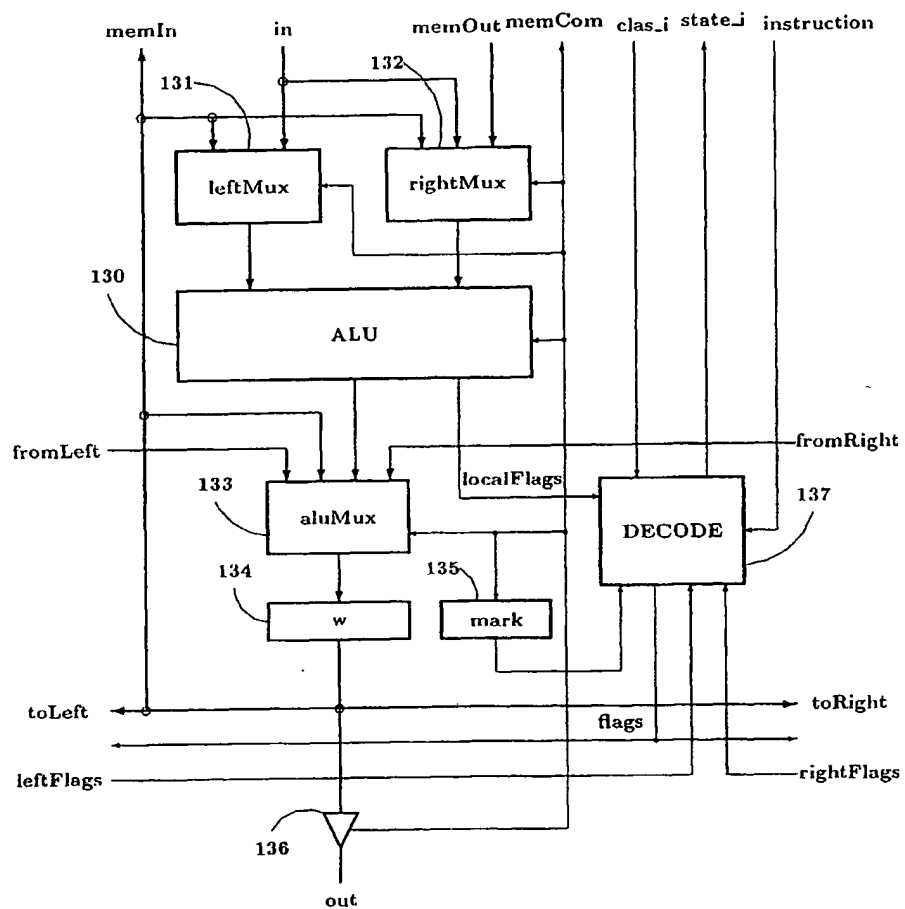 memIn in memOut memCom clas_i state_i instruction
131 132
leftMux rightMux
130
ALU
fromLeft fromRight
localFlags
133 aluMux 137
DECODE
134 135
w mark
toLeft toRight
flags
leftFlags rightFlags
136
out